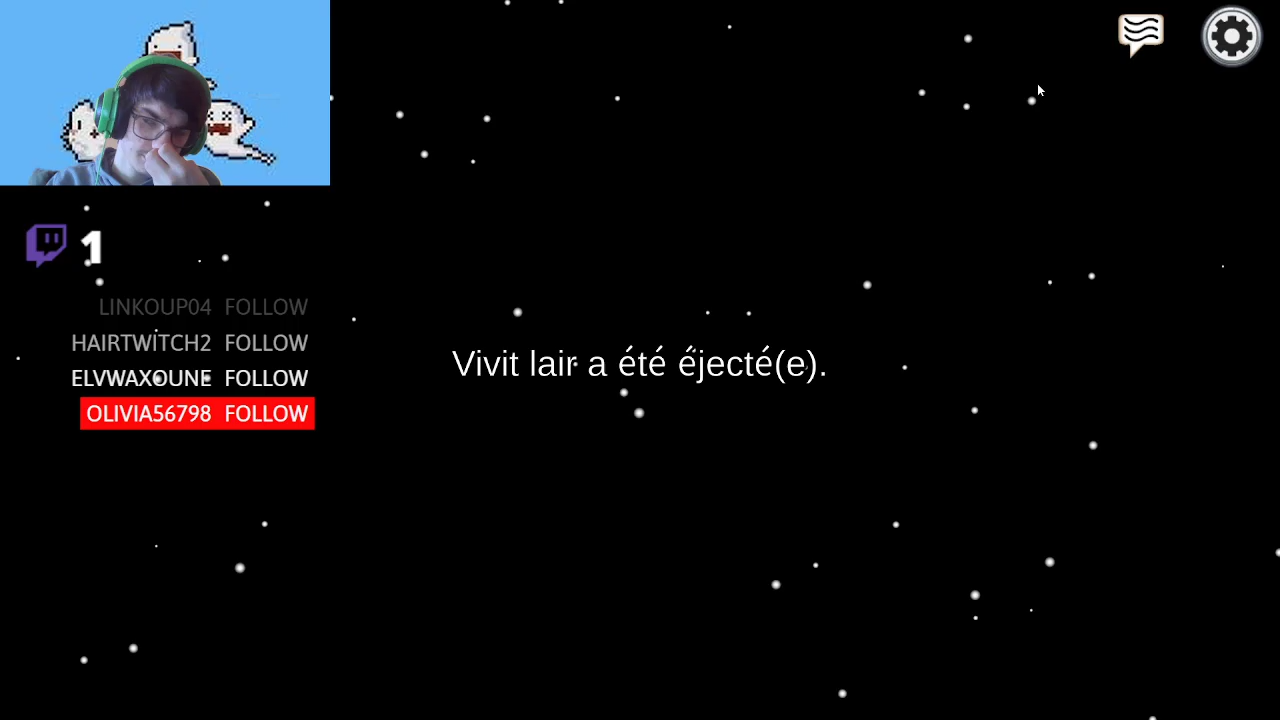 1
LINKOUP04 FOLLOW
HAIRTWITCH2 FOLLOW
ELVWAXOUNE FOLLOW
OLIVIA56798 FOLLOW
Vivit lair a été éjecté(e).